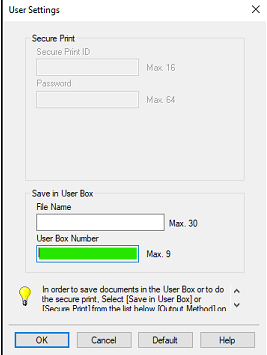 User Settings
Secure Print
Secure Print ID
Max. 16
Password
Max. 64
Save in User Box
File Name
Max. 30
User Box Number
Max. 9
In order to save documents in the User Box or to do
the secure print, Select [Save in User Box] or
[Secure Print] from the list below [Output Method] on
OK
Cancel
Default
Help